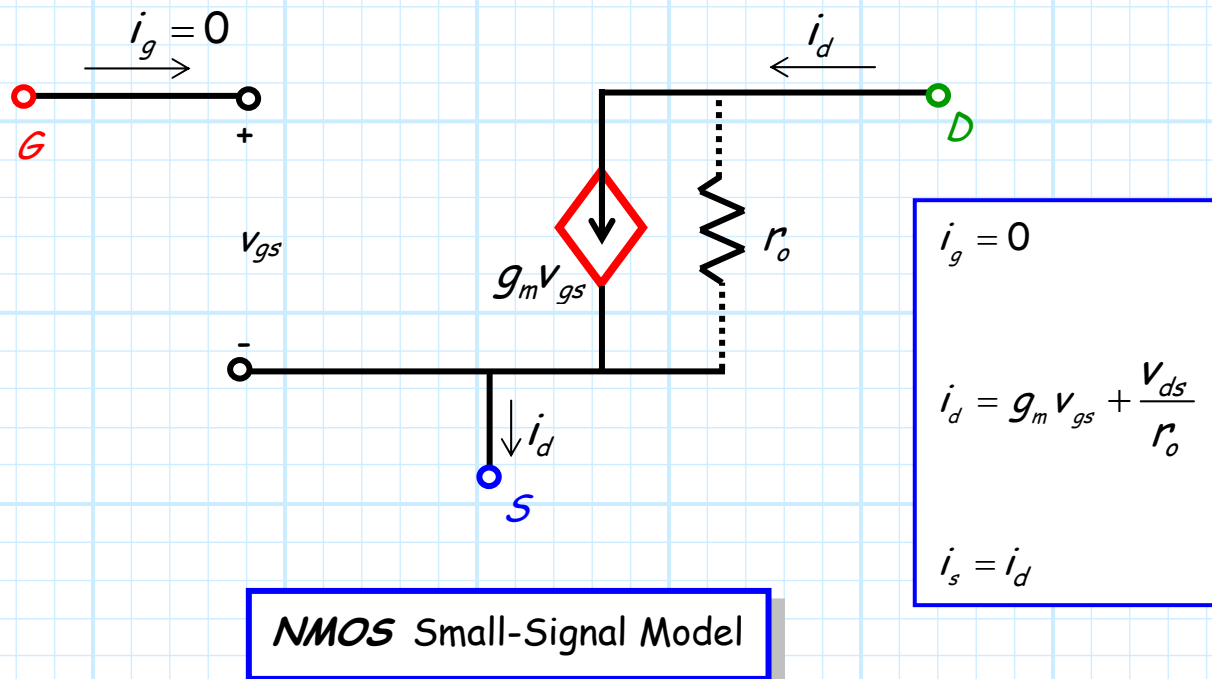 i_g = 0
i_d
G
+
D
v_gs
g_m v_gs
r_o
-
i_d
S
i_g = 0
i_d = g_m v_gs + v_ds / r_o
i_s = i_d
NMOS Small-Signal Model